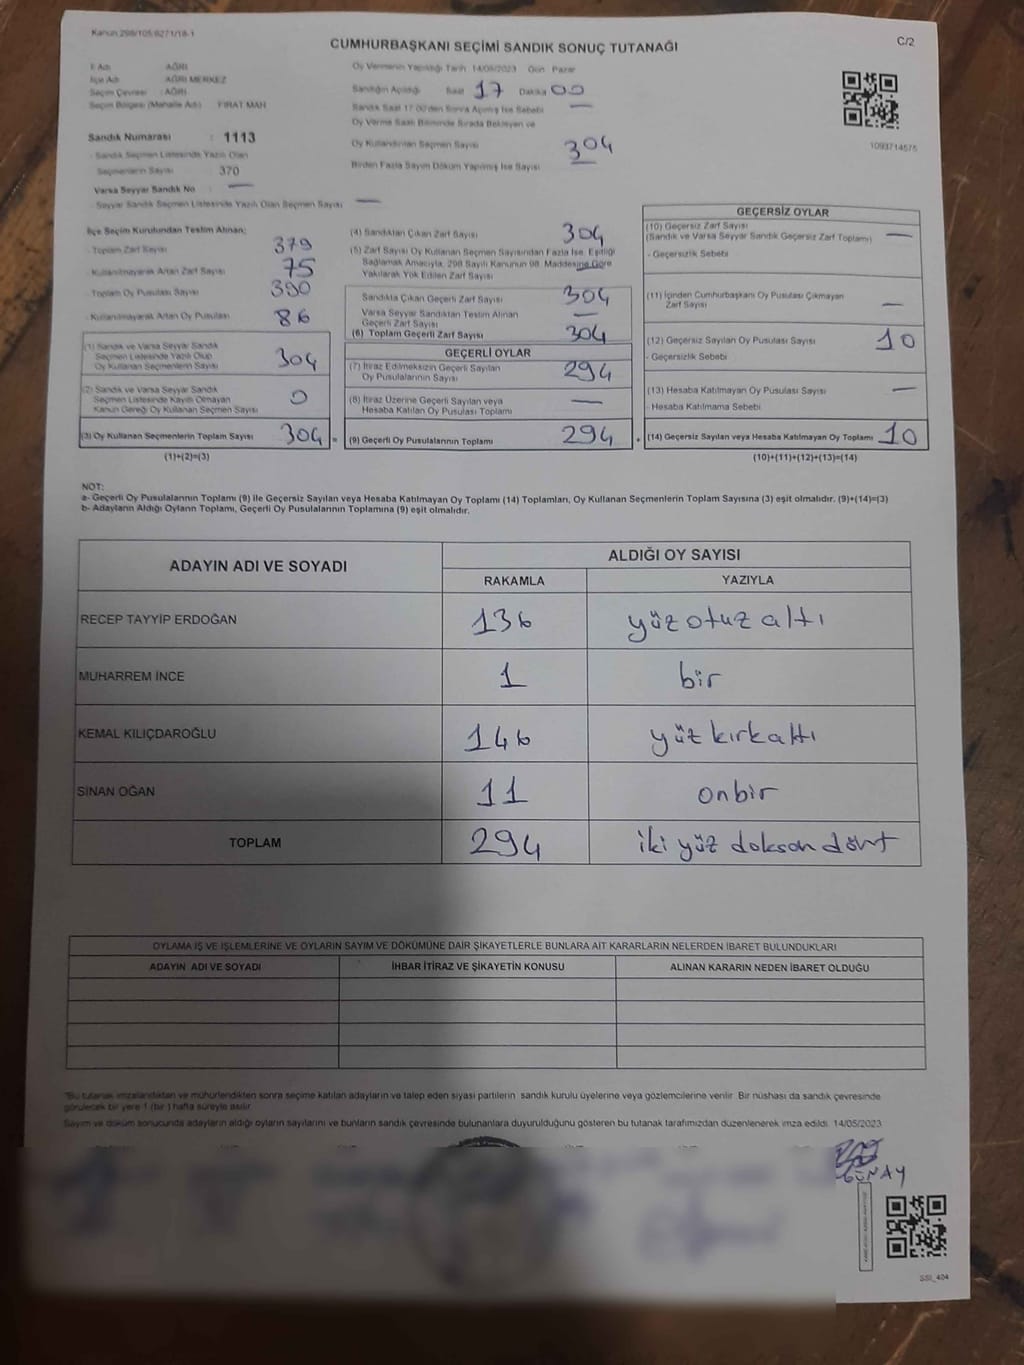 Kanun 298/105:6271/18-1
CUMHURBAŞKANI SEÇİMİ SANDIK SONUÇ TUTANAĞI
C/2
İl Adı AĞRI
İlçe Adı AĞRI MERKEZ
Seçim Çevresi : AĞRI
Seçim Bölgesi (Mahalle Adı) FIRAT MAH
Sandık Numarası : 1113
- Sandık Seçmen Listesinde Yazılı Olan
Seçmenlerin Sayısı : 370
Varsa Seyyar Sandık No : —
- Seyyar Sandık Seçmen Listesinde Yazılı Olan Seçmen Sayısı —
Oy Vermenin Yapıldığı Tarih :14/05/2023 Gün Pazar
Sandığın Açıldığı Saat 17 Dakika 00
Sandık Saat 17:00'den Sonra Açılmış İse Sebebi —
Oy Verme Saati Bitiminde Sırada Bekleyen ve
Oy Kullandırılan Seçmen Sayısı 304
Birden Fazla Sayım Döküm Yapılmış İse Sayısı
1093714575
İlçe Seçim Kurulundan Teslim Alınan;
- Toplam Zarf Sayısı 379
- Kullanılmayarak Artan Zarf Sayısı 75
- Toplam Oy Pusulası Sayısı 390
- Kullanılmayarak Artan Oy Pusulası 86
(1) Sandık ve Varsa Seyyar Sandık
Seçmen Listesinde Yazılı Olup
Oy Kullanan Seçmenlerin Sayısı 304
(2) Sandık ve Varsa Seyyar Sandık
Seçmen Listesinde Kayıtlı Olmayan
Kanun Gereği Oy Kullanan Seçmen Sayısı 0
(3) Oy Kullanan Seçmenlerin Toplam Sayısı 304
(1)+(2)=(3)
(4) Sandıktan Çıkan Zarf Sayısı 304
(5) Zarf Sayısı Oy Kullanan Seçmen Sayısından Fazla İse, Eşitliği
Sağlamak Amacıyla, 298 Sayılı Kanunun 98. Maddesine Göre
Yakılarak Yok Edilen Zarf Sayısı —
Sandıkta Çıkan Geçerli Zarf Sayısı 304
Varsa Seyyar Sandıktan Teslim Alınan
Geçerli Zarf Sayısı —
(6) Toplam Geçerli Zarf Sayısı 304
GEÇERLİ OYLAR
(7) İtiraz Edilmeksizin Geçerli Sayılan
Oy Pusulalarının Sayısı 294
(8) İtiraz Üzerine Geçerli Sayılan veya
Hesaba Katılan Oy Pusulası Toplamı —
= (9) Geçerli Oy Pusulalarının Toplamı 294
GEÇERSİZ OYLAR
(10) Geçersiz Zarf Sayısı
(Sandık ve Varsa Seyyar Sandık Geçersiz Zarf Toplamı) —
- Geçersizlik Sebebi
(11) İçinden Cumhurbaşkanı Oy Pusulası Çıkmayan
Zarf Sayısı —
(12) Geçersiz Sayılan Oy Pusulası Sayısı 10
- Geçersizlik Sebebi
(13) Hesaba Katılmayan Oy Pusulası Sayısı —
- Hesaba Katılmama Sebebi
+ (14) Geçersiz Sayılan veya Hesaba Katılmayan Oy Toplamı 10
(10)+(11)+(12)+(13)=(14)
NOT:
a- Geçerli Oy Pusulalarının Toplamı (9) ile Geçersiz Sayılan veya Hesaba Katılmayan Oy Toplamı (14) Toplamları, Oy Kullanan Seçmenlerin Toplam Sayısına (3) eşit olmalıdır. (9)+(14)=(3)
b- Adayların Aldığı Oyların Toplamı, Geçerli Oy Pusulalarının Toplamına (9) eşit olmalıdır.
ADAYIN ADI VE SOYADI ALDIĞI OY SAYISI
RAKAMLA YAZIYLA
RECEP TAYYİP ERDOĞAN 136 yüz otuz altı
MUHARREM İNCE 1 bir
KEMAL KILIÇDAROĞLU 146 yüz kırk altı
SİNAN OĞAN 11 onbir
TOPLAM 294 iki yüz doksan dört
OYLAMA İŞ VE İŞLEMLERİNE VE OYLARIN SAYIM VE DÖKÜMÜNE DAİR ŞİKAYETLERLE BUNLARA AİT KARARLARIN NELERDEN İBARET BULUNDUKLARI
ADAYIN ADI VE SOYADI İHBAR İTİRAZ VE ŞİKAYETİN KONUSU ALINAN KARARIN NEDEN İBARET OLDUĞU
"Bu tutanak imzalandıktan ve mühürlendikten sonra seçime katılan adayların ve talep eden siyasi partilerin sandık kurulu üyelerine veya gözlemcilerine verilir. Bir nüshası da sandık çevresinde
görülecek bir yere 1 (bir ) hafta süreyle asılır.
Sayım ve döküm sonucunda adayların aldığı oyların sayılarını ve bunların sandık çevresinde bulunanlara duyurulduğunu gösteren bu tutanak tarafımızdan düzenlenerek imza edildi. 14/05/2023
SSI_404